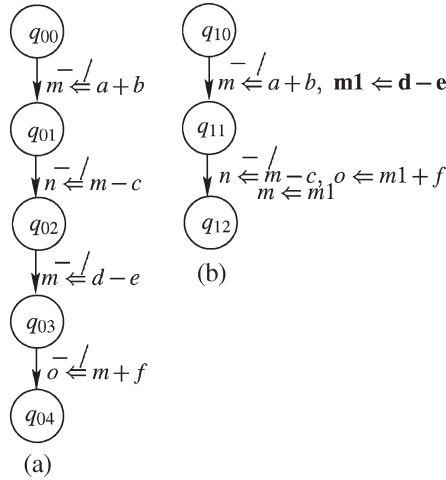 q₀₀
− /
m ⇐ a + b
q₀₁
− /
n ⇐ m − c
q₀₂
− /
m ⇐ d − e
q₀₃
− /
o ⇐ m + f
q₀₄
(a)
q₁₀
− /
m ⇐ a + b, m1 ⇐ d − e
q₁₁
− /
n ⇐ m − c, o ⇐ m1 + f
m ⇐ m1
q₁₂
(b)